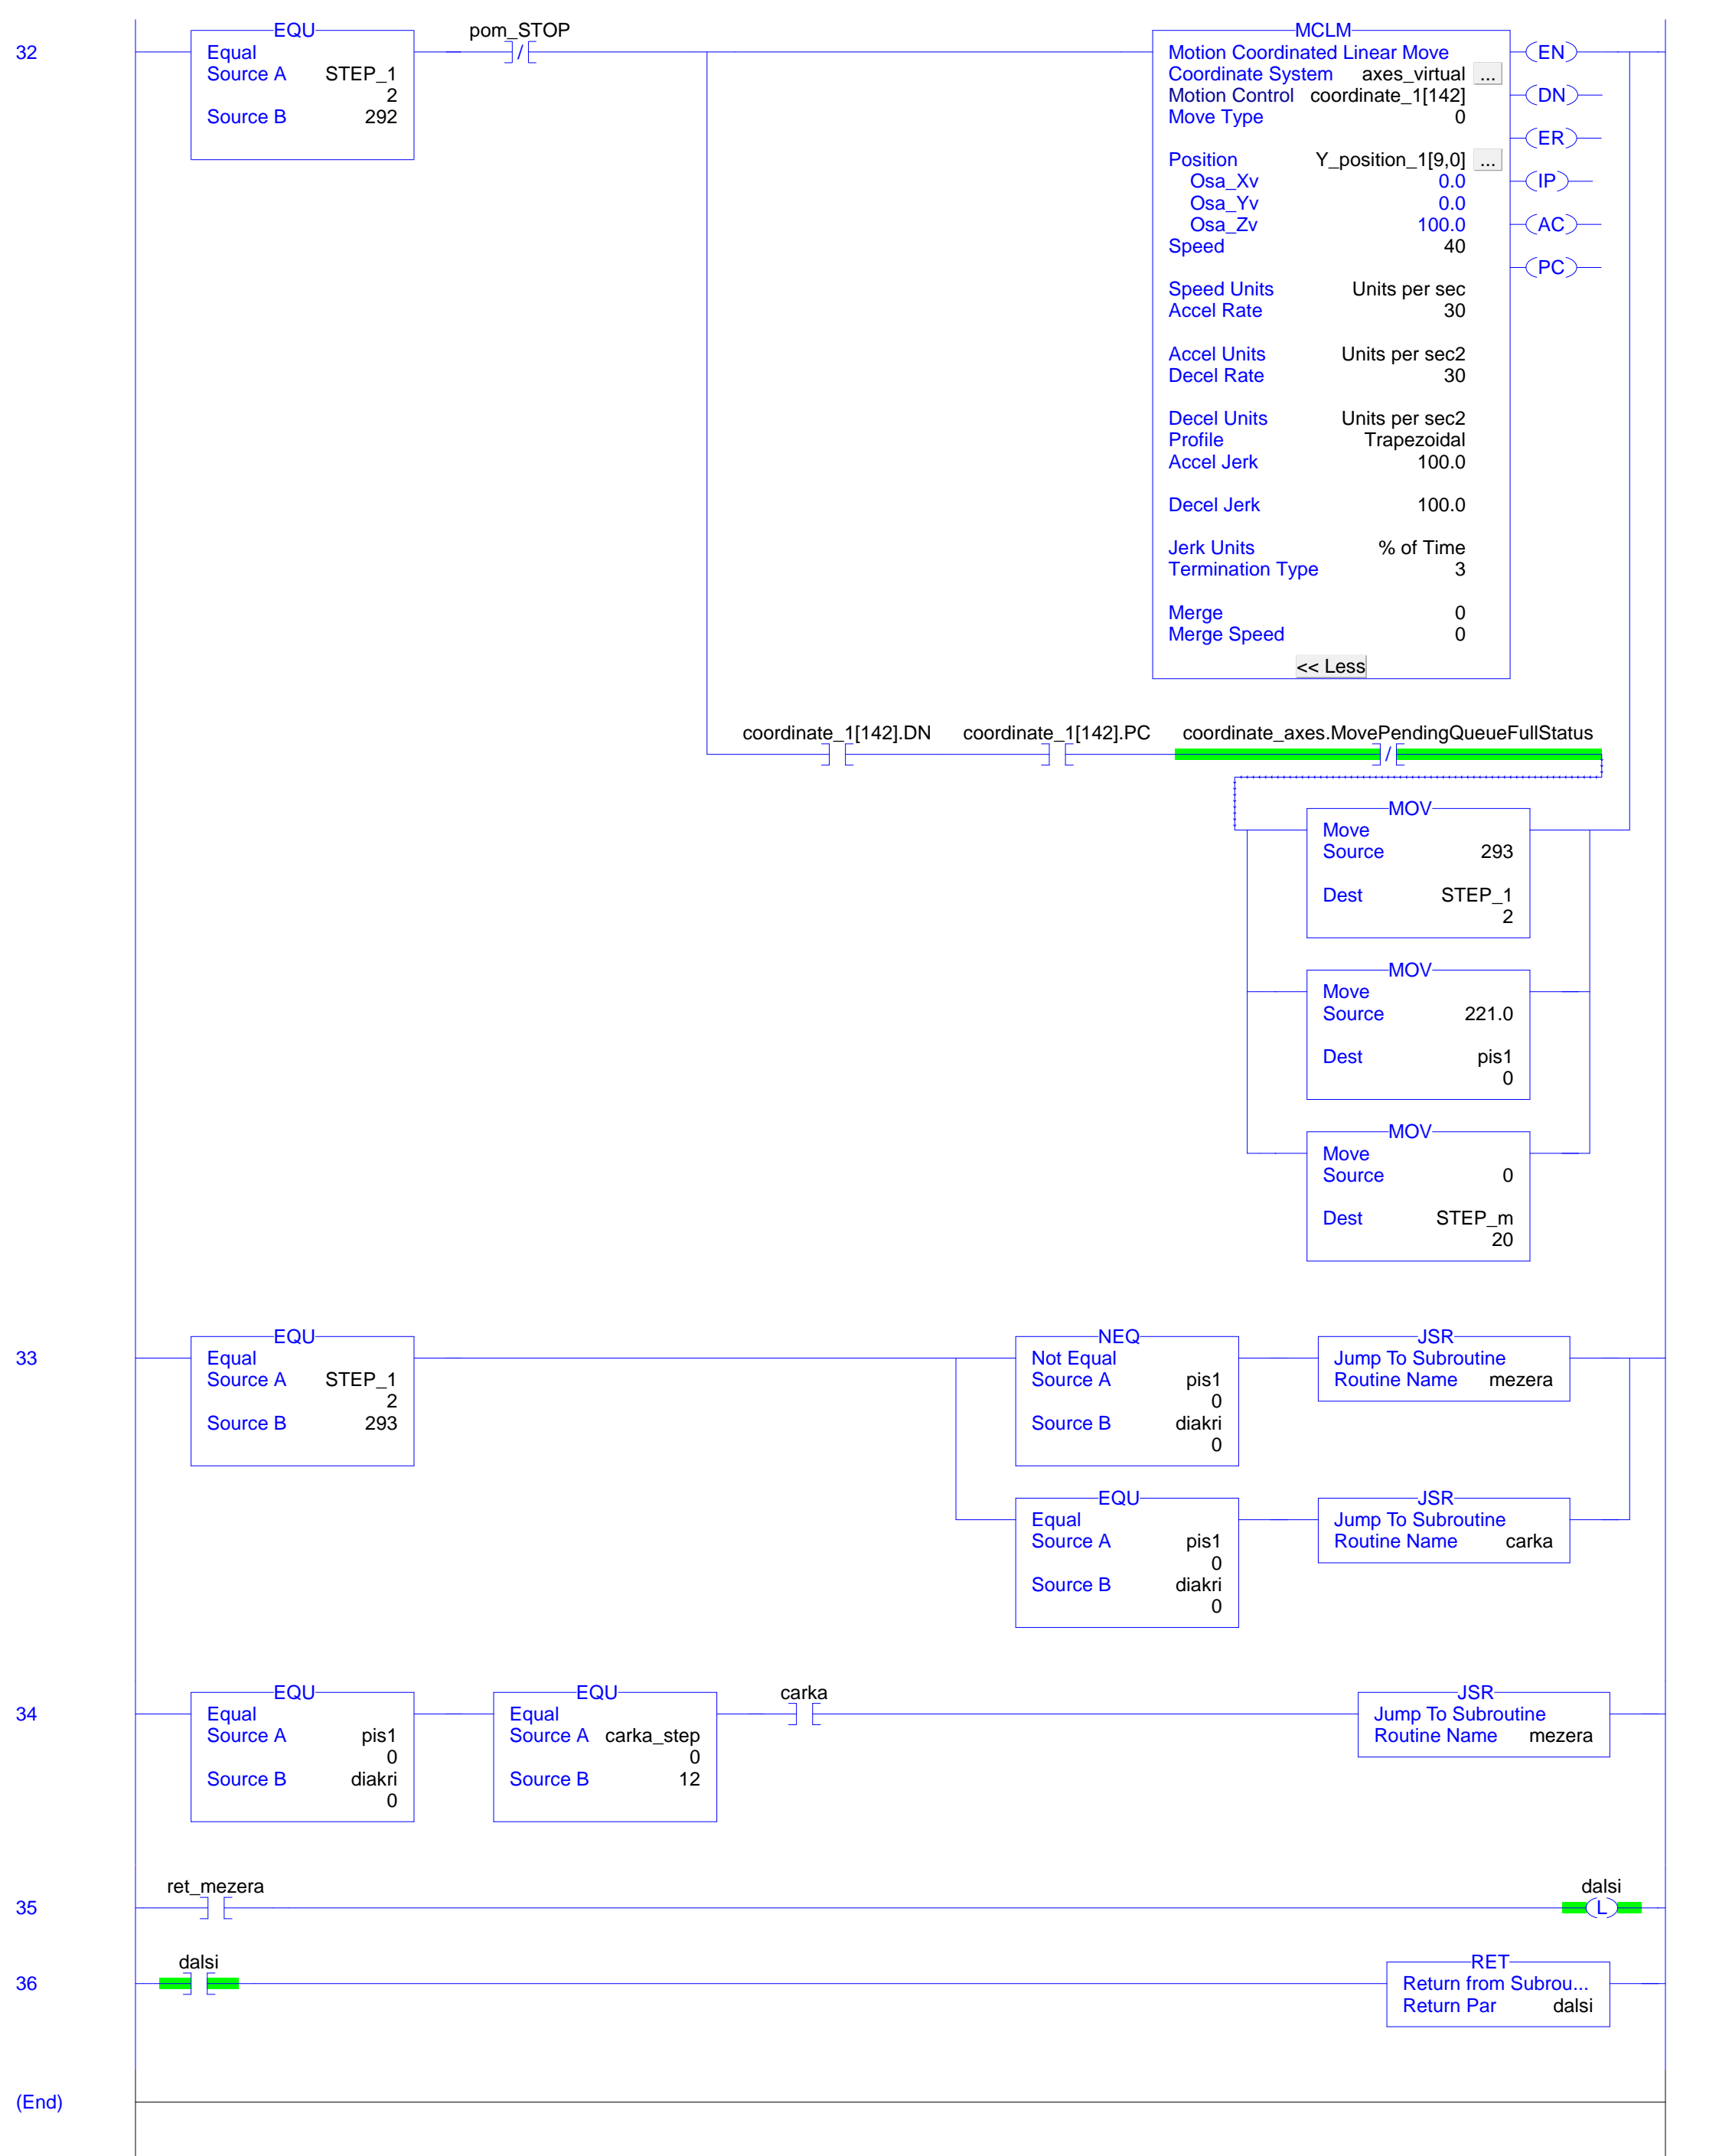 32
EQU
Equal
Source A STEP_1
2
Source B 292
pom_STOP
MCLM
Motion Coordinated Linear Move
Coordinate System axes_virtual ...
Motion Control coordinate_1[142]
Move Type 0
Position Y_position_1[9,0] ...
Osa_Xv 0.0
Osa_Yv 0.0
Osa_Zv 100.0
Speed 40
Speed Units Units per sec
Accel Rate 30
Accel Units Units per sec2
Decel Rate 30
Decel Units Units per sec2
Profile Trapezoidal
Accel Jerk 100.0
Decel Jerk 100.0
Jerk Units % of Time
Termination Type 3
Merge 0
Merge Speed 0
<< Less
EN
DN
ER
IP
AC
PC
coordinate_1[142].DN
coordinate_1[142].PC
coordinate_axes.MovePendingQueueFullStatus
/
/
MOV
Move
Source 293
Dest STEP_1
2
MOV
Move
Source 221.0
Dest pis1
0
MOV
Move
Source 0
Dest STEP_m
20
33
EQU
Equal
Source A STEP_1
2
Source B 293
NEQ
Not Equal
Source A pis1
0
Source B diakri
0
JSR
Jump To Subroutine
Routine Name mezera
EQU
Equal
Source A pis1
0
Source B diakri
0
JSR
Jump To Subroutine
Routine Name carka
34
EQU
Equal
Source A pis1
0
Source B diakri
0
EQU
Equal
Source A carka_step
0
Source B 12
carka
JSR
Jump To Subroutine
Routine Name mezera
35
ret_mezera
dalsi
L
36
dalsi
RET
Return from Subrou...
Return Par dalsi
(End)